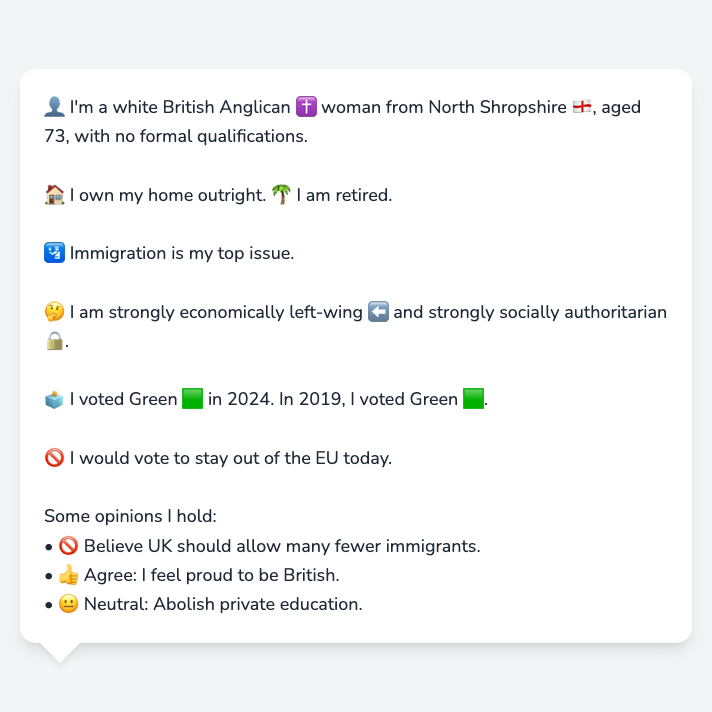 👤 I'm a white British Anglican ✝️ woman from North Shropshire 🏴󠁧󠁢󠁥󠁮󠁧󠁿, aged
73, with no formal qualifications.
🏠 I own my home outright. 🌴 I am retired.
🛂 Immigration is my top issue.
🤔 I am strongly economically left-wing ⬅️ and strongly socially authoritarian
🔒.
🗳️ I voted Green 🟩 in 2024. In 2019, I voted Green 🟩.
🚫 I would vote to stay out of the EU today.
Some opinions I hold:
• 🚫 Believe UK should allow many fewer immigrants.
• 👍 Agree: I feel proud to be British.
• 😐 Neutral: Abolish private education.